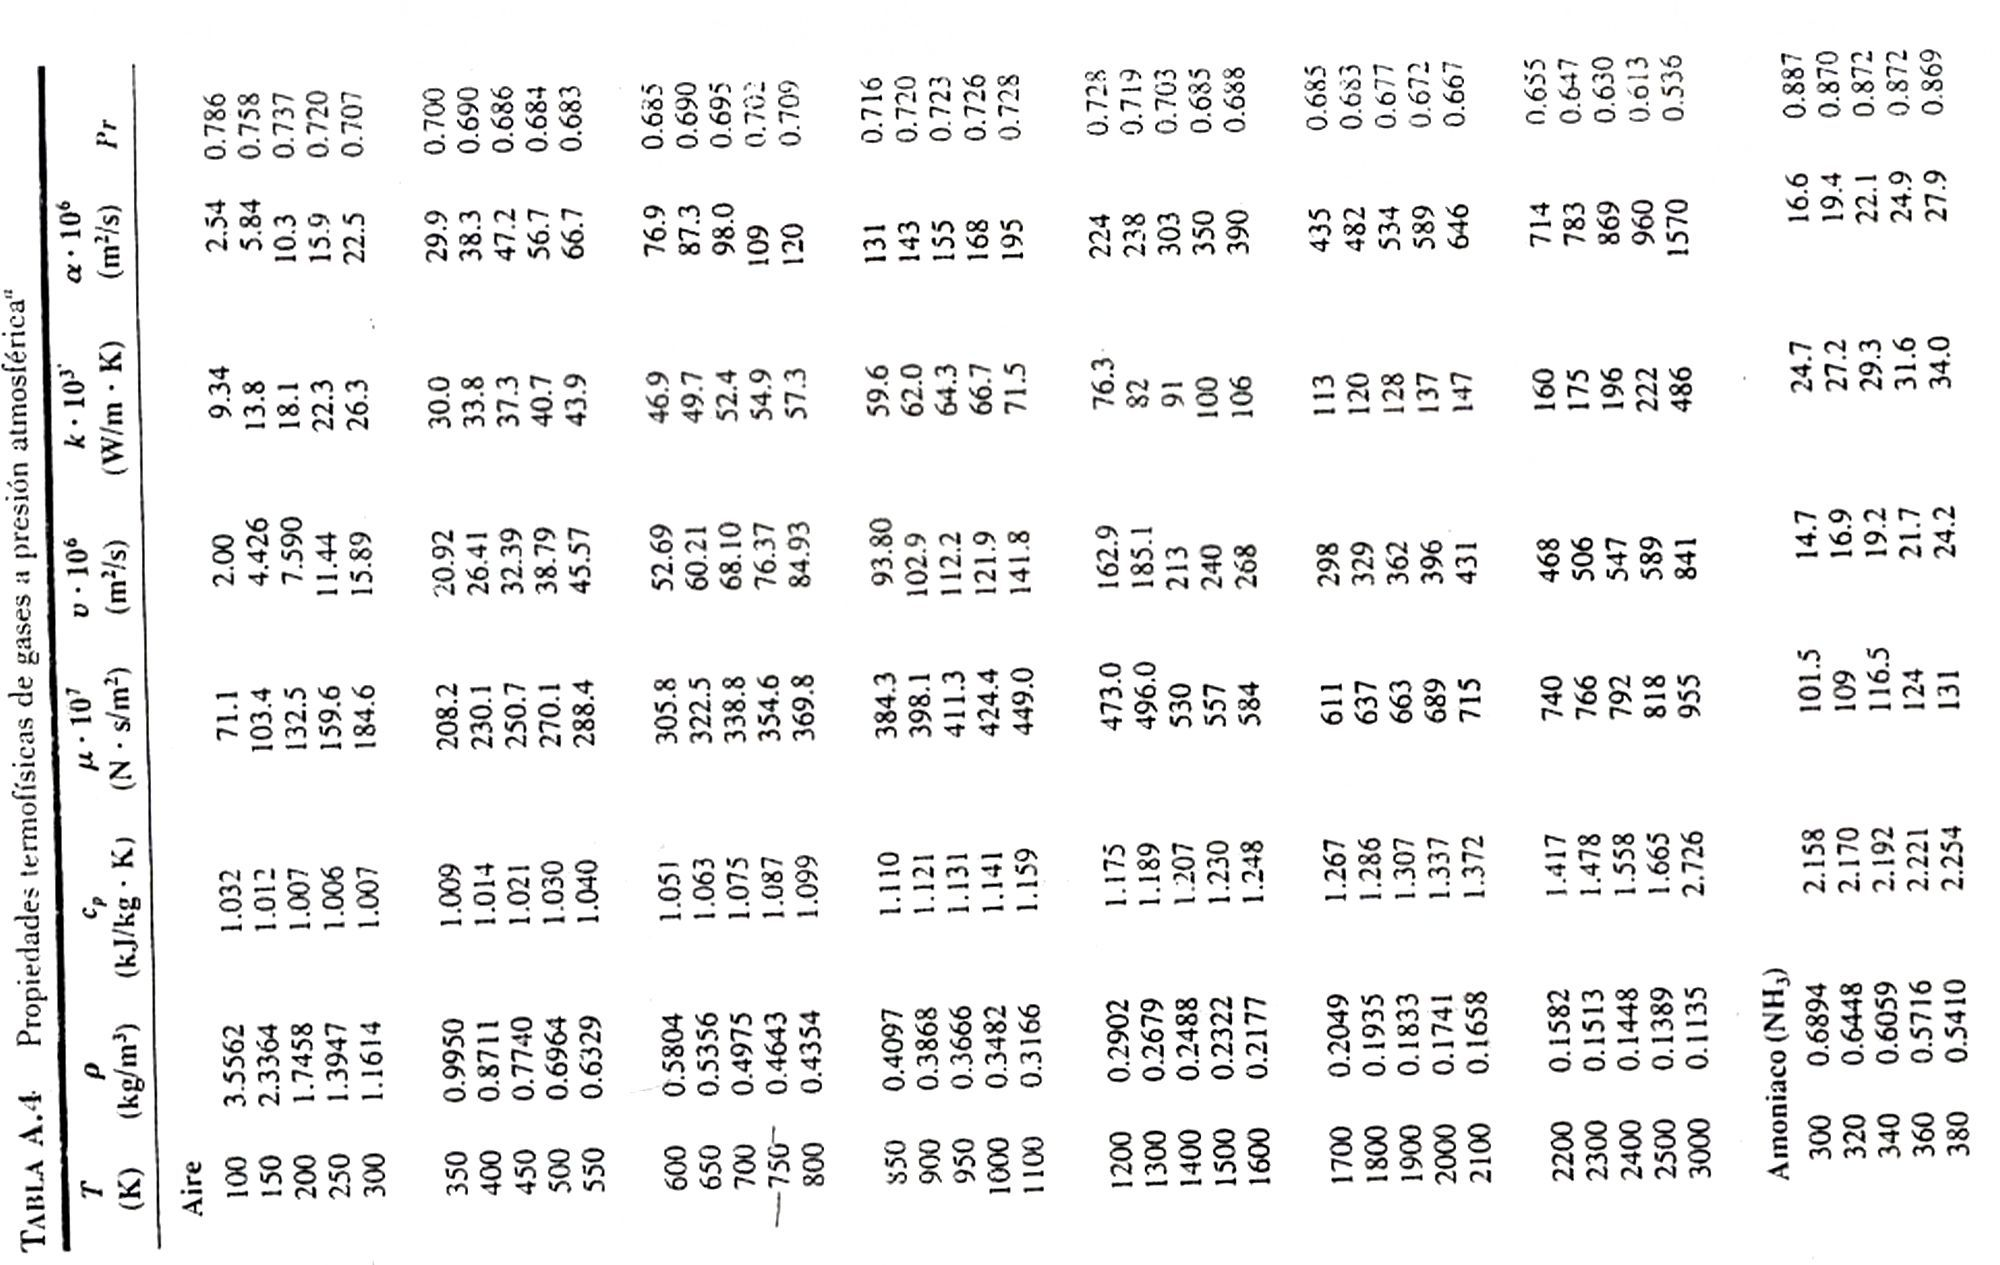 TABLA A.4 Propiedades termofísicas de gases a presión atmosférica^a
T ρ c_p μ · 10⁷ υ · 10⁶ k · 10³ α · 10⁶ Pr
(K) (kg/m³) (kJ/kg · K) (N · s/m²) (m²/s) (W/m · K) (m²/s)
Aire
100 3.5562 1.032 71.1 2.00 9.34 2.54 0.786
150 2.3364 1.012 103.4 4.426 13.8 5.84 0.758
200 1.7458 1.007 132.5 7.590 18.1 10.3 0.737
250 1.3947 1.006 159.6 11.44 22.3 15.9 0.720
300 1.1614 1.007 184.6 15.89 26.3 22.5 0.707
350 0.9950 1.009 208.2 20.92 30.0 29.9 0.700
400 0.8711 1.014 230.1 26.41 33.8 38.3 0.690
450 0.7740 1.021 250.7 32.39 37.3 47.2 0.686
500 0.6964 1.030 270.1 38.79 40.7 56.7 0.684
550 0.6329 1.040 288.4 45.57 43.9 66.7 0.683
600 0.5804 1.051 305.8 52.69 46.9 76.9 0.685
650 0.5356 1.063 322.5 60.21 49.7 87.3 0.690
700 0.4975 1.075 338.8 68.10 52.4 98.0 0.695
750 0.4643 1.087 354.6 76.37 54.9 109 0.702
800 0.4354 1.099 369.8 84.93 57.3 120 0.709
850 0.4097 1.110 384.3 93.80 59.6 131 0.716
900 0.3868 1.121 398.1 102.9 62.0 143 0.720
950 0.3666 1.131 411.3 112.2 64.3 155 0.723
1000 0.3482 1.141 424.4 121.9 66.7 168 0.726
1100 0.3166 1.159 449.0 141.8 71.5 195 0.728
1200 0.2902 1.175 473.0 162.9 76.3 224 0.728
1300 0.2679 1.189 496.0 185.1 82 238 0.719
1400 0.2488 1.207 530 213 91 303 0.703
1500 0.2322 1.230 557 240 100 350 0.685
1600 0.2177 1.248 584 268 106 390 0.688
1700 0.2049 1.267 611 298 113 435 0.685
1800 0.1935 1.286 637 329 120 482 0.683
1900 0.1833 1.307 663 362 128 534 0.677
2000 0.1741 1.337 689 396 137 589 0.672
2100 0.1658 1.372 715 431 147 646 0.667
2200 0.1582 1.417 740 468 160 714 0.655
2300 0.1513 1.478 766 506 175 783 0.647
2400 0.1448 1.558 792 547 196 869 0.630
2500 0.1389 1.665 818 589 222 960 0.613
3000 0.1135 2.726 955 841 486 1570 0.536
Amoniaco (NH₃)
300 0.6894 2.158 101.5 14.7 24.7 16.6 0.887
320 0.6448 2.170 109 16.9 27.2 19.4 0.870
340 0.6059 2.192 116.5 19.2 29.3 22.1 0.872
360 0.5716 2.221 124 21.7 31.6 24.9 0.872
380 0.5410 2.254 131 24.2 34.0 27.9 0.869